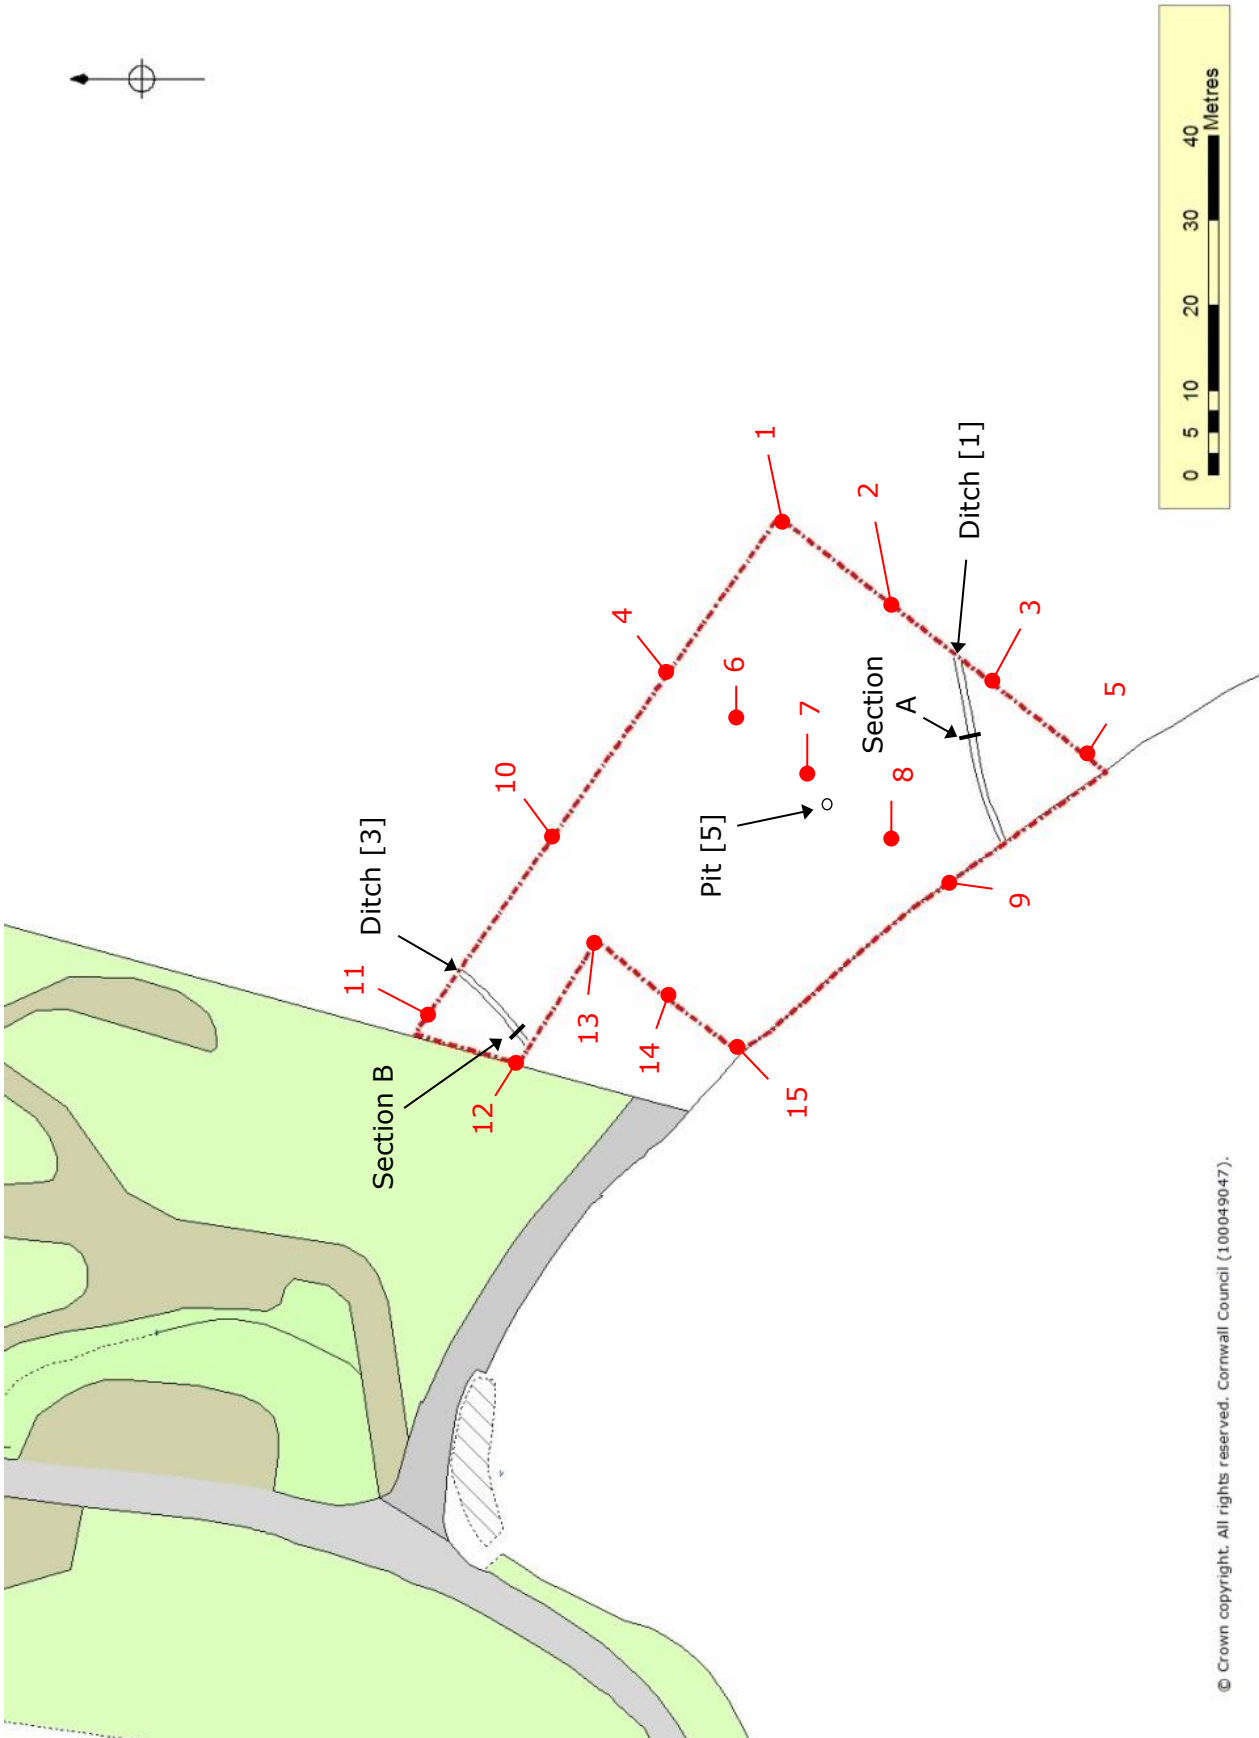 Ditch [3]
11
10
4
1
Section B
12
13
14
15
Pit [5]
6
7
8
2
Section
A
Ditch [1]
3
5
9
0 5 10 20 30 40
Metres
© Crown copyright. All rights reserved. Cornwall Council (100049047).